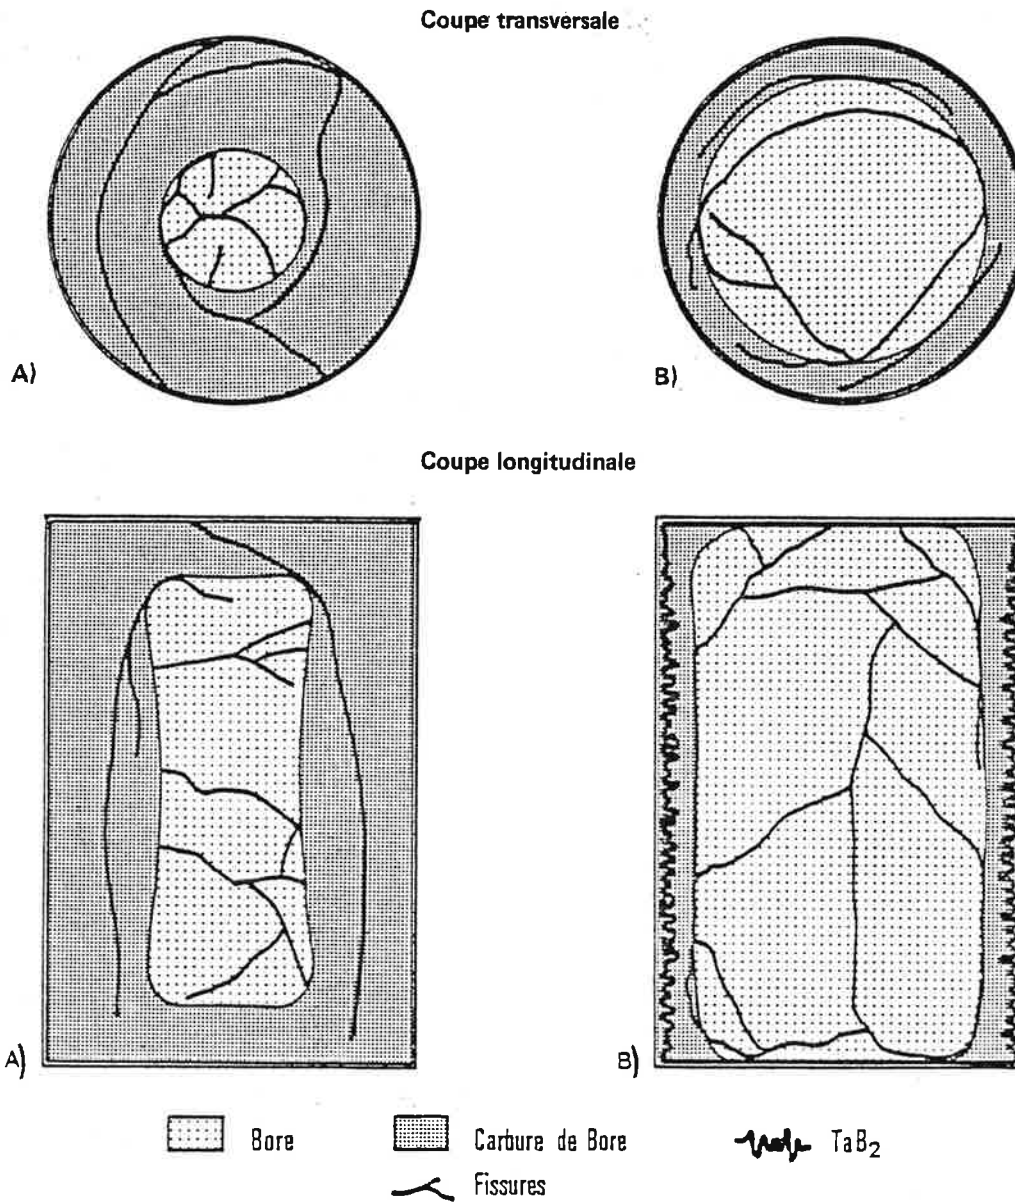 Coupe transversale
A)
B)
Coupe longitudinale
A)
B)
Bore
Carbure de Bore
TaB₂
Fissures